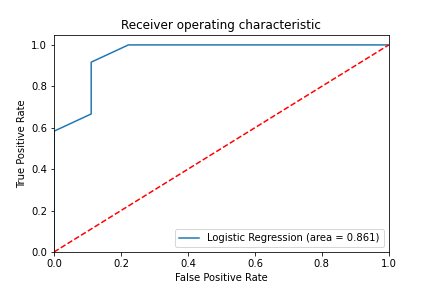 Receiver operating characteristic
1.0
0.8
0.6
0.4
0.2
0.0
True Positive Rate
Logistic Regression (area = 0.861)
0.0 0.2 0.4 0.6 0.8 1.0
False Positive Rate